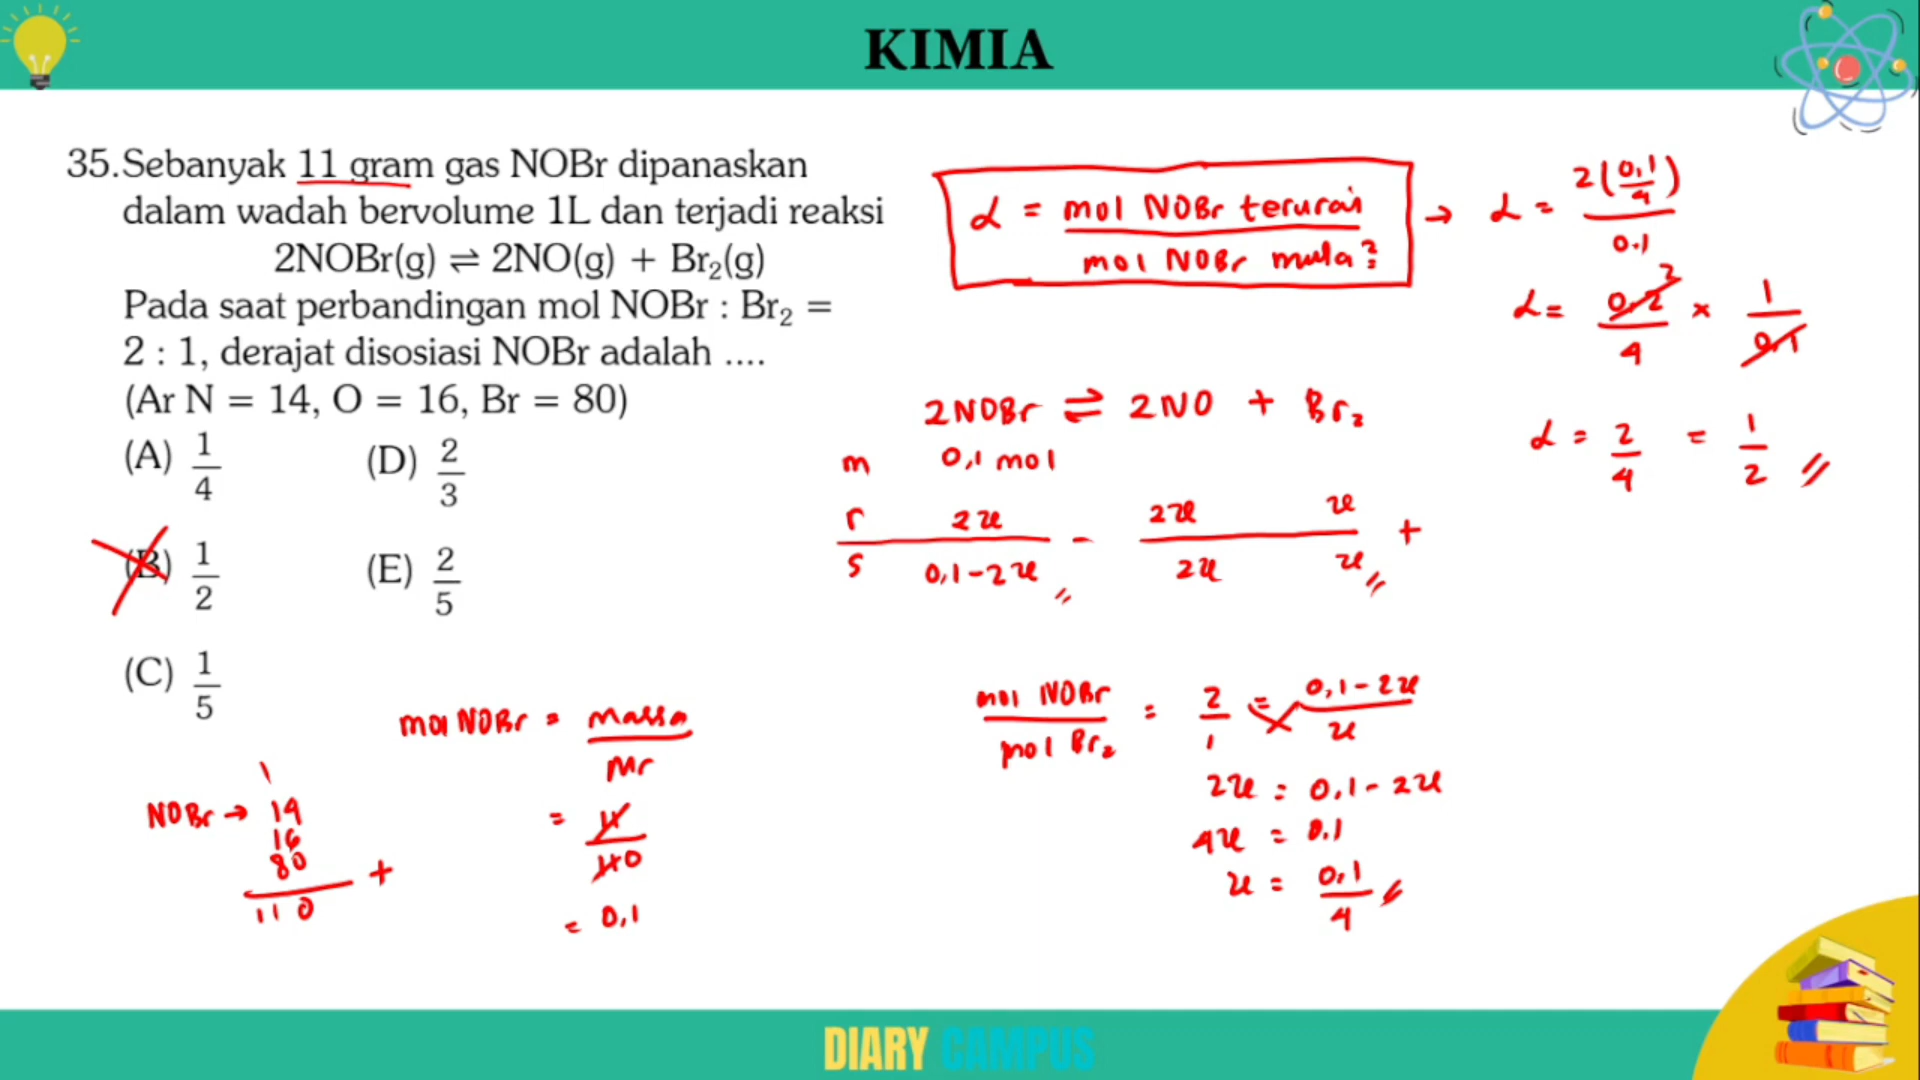 KIMIA
35. Sebanyak 11 gram gas NOBr dipanaskan
dalam wadah bervolume 1L dan terjadi reaksi
2NOBr(g) ⇌ 2NO(g) + Br₂(g)
Pada saat perbandingan mol NOBr : Br₂ =
2 : 1, derajat disosiasi NOBr adalah ....
(Ar N = 14, O = 16, Br = 80)
(A) 1/4
(D) 2/3
(B) 1/2
(E) 2/5
(C) 1/5
NOBr → 14
16
80 +
110
mol NOBr = massa/Mr
= 11/110
= 0,1
α = mol NOBr terurai / mol NOBr mula²
→ α = 2(0,1/4) / 0.1
α = 0,2/4 × 1/0,1
α = 2/4 = 1/2 //
2NOBr ⇌ 2NO + Br₂
m 0,1 mol
r 2x - 2x x +
s 0,1-2x // 2x x //
mol NOBr / mol Br₂ = 2/1 = 0,1-2x / x
2x = 0,1-2x
4x = 0.1
x = 0,1/4 //
DIARY CAMPUS